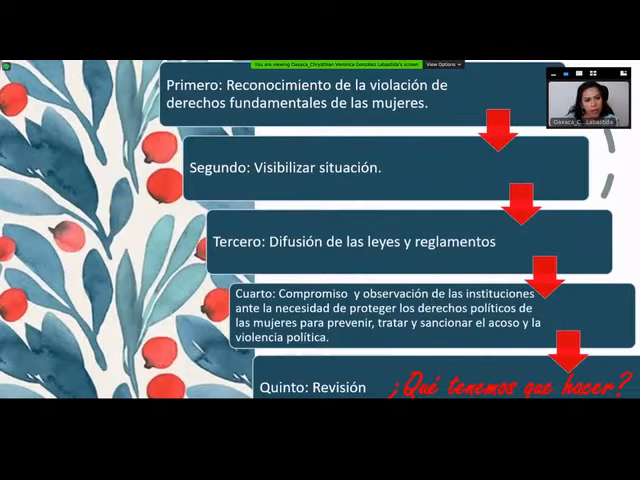 You are viewing Oaxaca_Chrysthian Verónica González Labastida's screen
View Options
Primero: Reconocimiento de la violación de
derechos fundamentales de las mujeres.
Oaxaca_C... Labastida
Segundo: Visibilizar situación.
Tercero: Difusión de las leyes y reglamentos
Cuarto: Compromiso y observación de las instituciones
ante la necesidad de proteger los derechos políticos de
las mujeres para prevenir, tratar y sancionar el acoso y la
violencia política.
Quinto: Revisión
¿Qué tenemos que hacer?